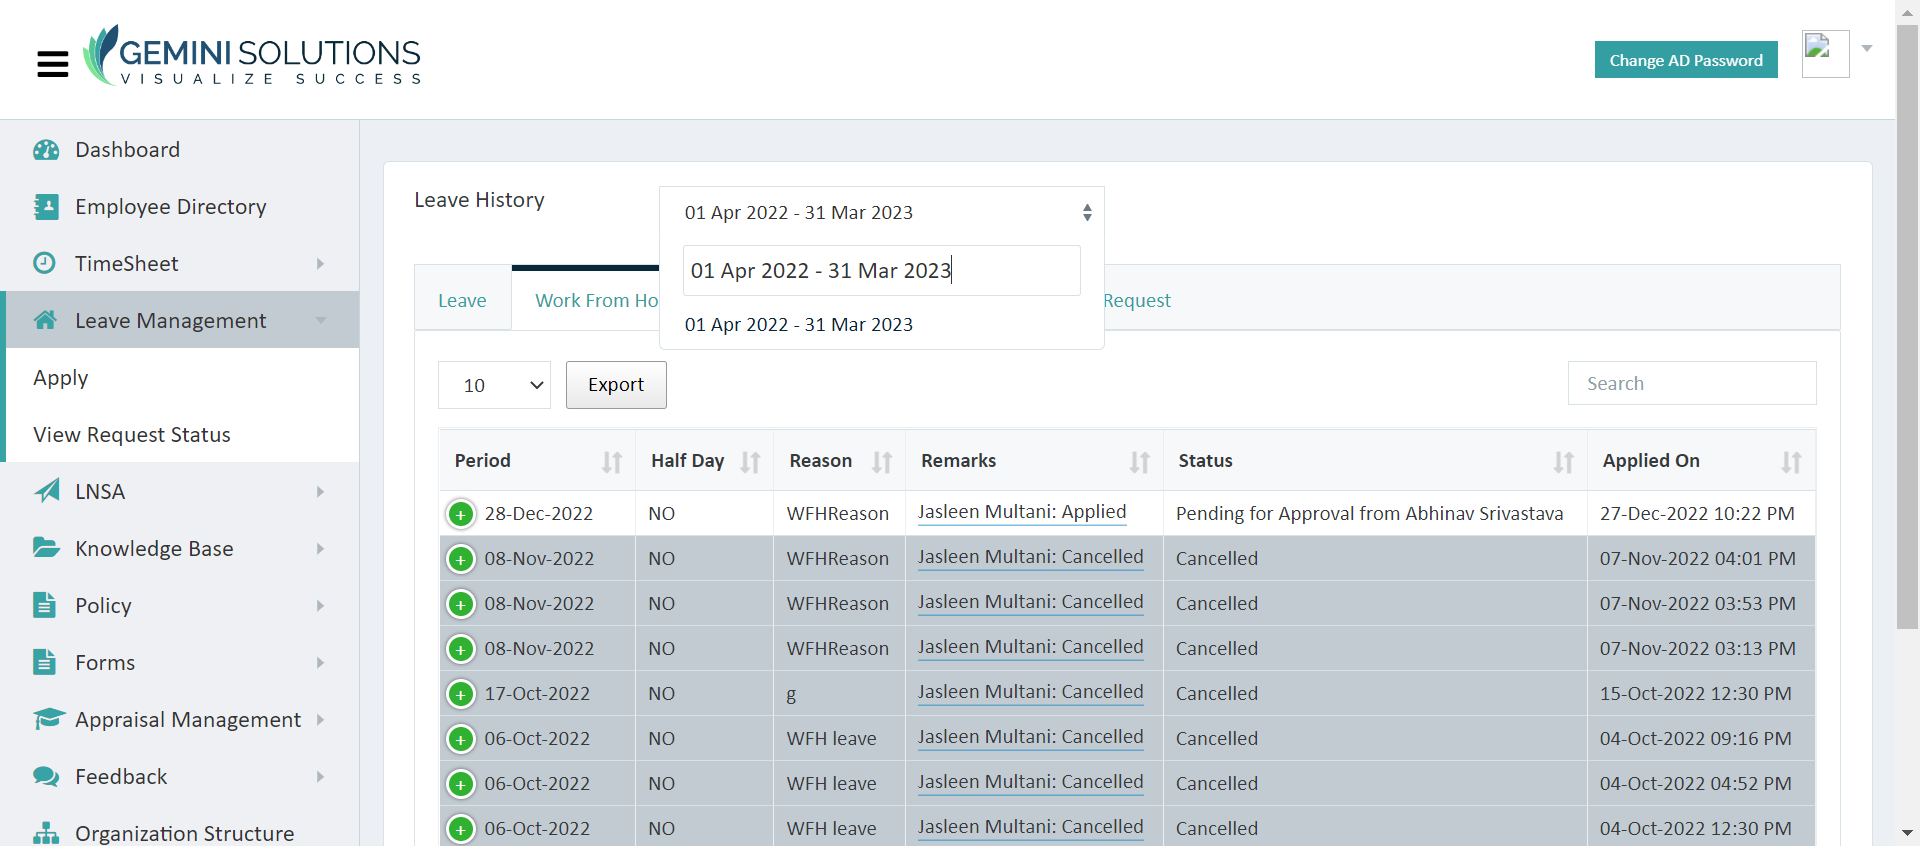 GEMINI SOLUTIONS
VISUALIZE SUCCESS
Change AD Password
Dashboard
Employee Directory
TimeSheet
Leave Management
Apply
View Request Status
LNSA
Knowledge Base
Policy
Forms
Appraisal Management
Feedback
Organization Structure
Leave History
01 Apr 2022 - 31 Mar 2023
01 Apr 2022 - 31 Mar 2023
01 Apr 2022 - 31 Mar 2023
Leave Work From Ho Request
10 Export Search
Period Half Day Reason Remarks Status Applied On
28-Dec-2022 NO WFHReason Jasleen Multani: Applied Pending for Approval from Abhinav Srivastava 27-Dec-2022 10:22 PM
08-Nov-2022 NO WFHReason Jasleen Multani: Cancelled Cancelled 07-Nov-2022 04:01 PM
08-Nov-2022 NO WFHReason Jasleen Multani: Cancelled Cancelled 07-Nov-2022 03:53 PM
08-Nov-2022 NO WFHReason Jasleen Multani: Cancelled Cancelled 07-Nov-2022 03:13 PM
17-Oct-2022 NO g Jasleen Multani: Cancelled Cancelled 15-Oct-2022 12:30 PM
06-Oct-2022 NO WFH leave Jasleen Multani: Cancelled Cancelled 04-Oct-2022 09:16 PM
06-Oct-2022 NO WFH leave Jasleen Multani: Cancelled Cancelled 04-Oct-2022 04:52 PM
06-Oct-2022 NO WFH leave Jasleen Multani: Cancelled Cancelled 04-Oct-2022 12:30 PM